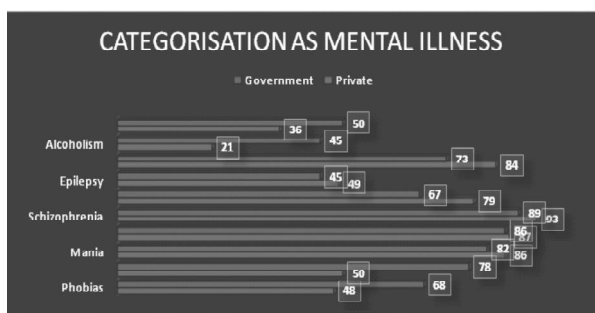 CATEGORISATION AS MENTAL ILLNESS
Government Private
50
36
Alcoholism 45
21
73
84
Epilepsy 45
49
67
79
Schizophrenia 89
93
86
87
Mania 82
86
78
50
Phobias 68
48